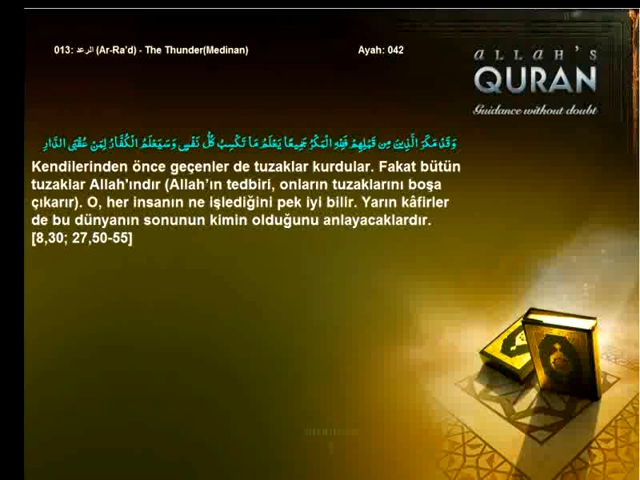 013: الرعد (Ar-Ra'd) - The Thunder(Medinan) Ayah: 042
ALLAH'S
QURAN
Guidance without doubt
وَقَدْ مَكَرَ الَّذِينَ مِن قَبْلِهِمْ فَلِلَّهِ الْمَكْرُ جَمِيعًا يَعْلَمُ مَا تَكْسِبُ كُلُّ نَفْسٍ وَسَيَعْلَمُ الْكُفَّارُ لِمَنْ عُقْبَى الدَّارِ
Kendilerinden önce geçenler de tuzaklar kurdular. Fakat bütün
tuzaklar Allah'ındır (Allah'ın tedbiri, onların tuzaklarını boşa
çıkarır). O, her insanın ne işlediğini pek iyi bilir. Yarın kâfirler
de bu dünyanın sonunun kimin olduğunu anlayacaklardır.
[8,30; 27,50-55]